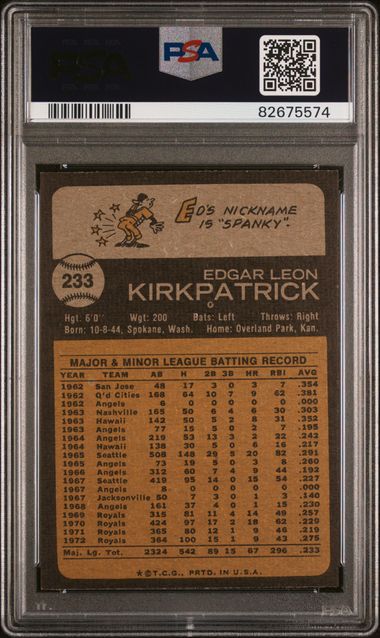 PSA
PSA
82675574
ED'S NICKNAME
IS "SPANKY".
233
EDGAR LEON
KIRKPATRICK
Hgt: 6'0" Wgt: 200 Bats: Left Throws: Right
Born: 10-8-44, Spokane, Wash. Home: Overland Park, Kan.
MAJOR & MINOR LEAGUE BATTING RECORD
YEAR TEAM AB H 2B 3B HR RBI AVG
1962 San Jose 48 17 3 0 3 7 .354
1962 Q'd Cities 168 64 10 7 9 62 .381
1962 Angels 6 0 0 0 0 0 .000
1963 Nashville 165 50 6 4 6 30 .303
1963 Hawaii 142 50 5 2 8 31 .352
1963 Angels 77 15 5 0 2 7 .195
1964 Angels 219 53 13 3 2 22 .242
1964 Hawaii 138 30 5 0 6 16 .217
1965 Seattle 508 148 29 5 20 82 .291
1965 Angels 73 19 5 0 3 8 .260
1966 Angels 312 60 7 4 9 44 .192
1967 Seattle 419 95 14 0 15 54 .227
1967 Angels 8 0 0 0 0 0 .000
1967 Jacksonville 50 7 3 0 1 3 .140
1968 Angels 161 37 4 0 1 15 .230
1969 Royals 315 81 11 4 14 49 .257
1970 Royals 424 97 17 2 18 62 .229
1971 Royals 365 80 12 1 9 46 .219
1972 Royals 364 100 15 1 9 43 .275
Maj. Lg. Tot. 2324 542 89 15 67 296 .233
*©T.C.G., PRTD. IN U.S.A.